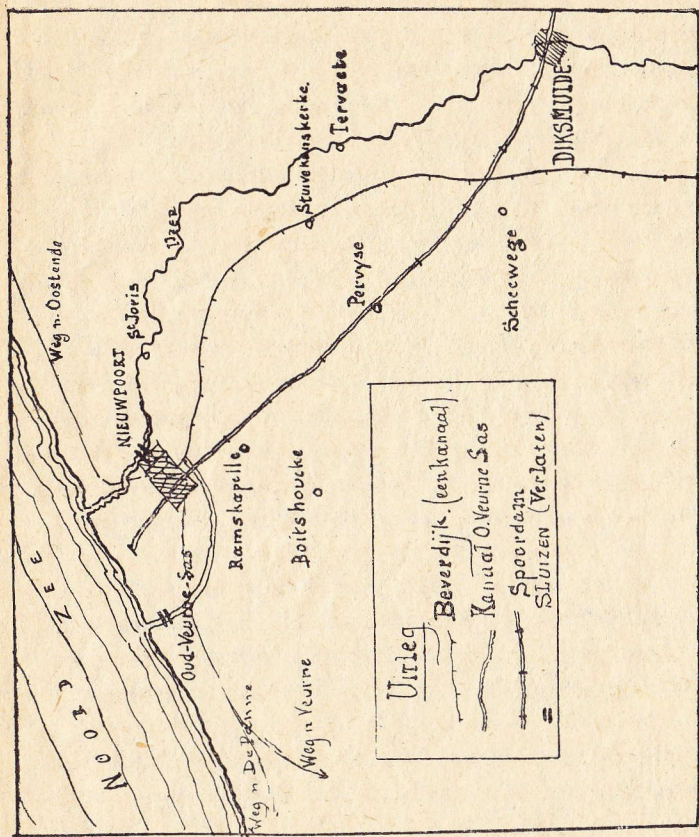 NOORD ZEE
Weg n. Oostende
NIEUWPOORT
St Joris
IJZER
Stuivekenskerke.
Tervaete
DIKSMUIDE
Pervyse
Scheewege
Ramskapelle
Boitshoucke
Oud-Veurne-Sas
Weg n De Panne
Weg n Veurne
Uitleg
Beverdijk. (een kanaal)
Kanaal O. Veurne Sas
Spoordam
SLUIZEN (Verlaten)